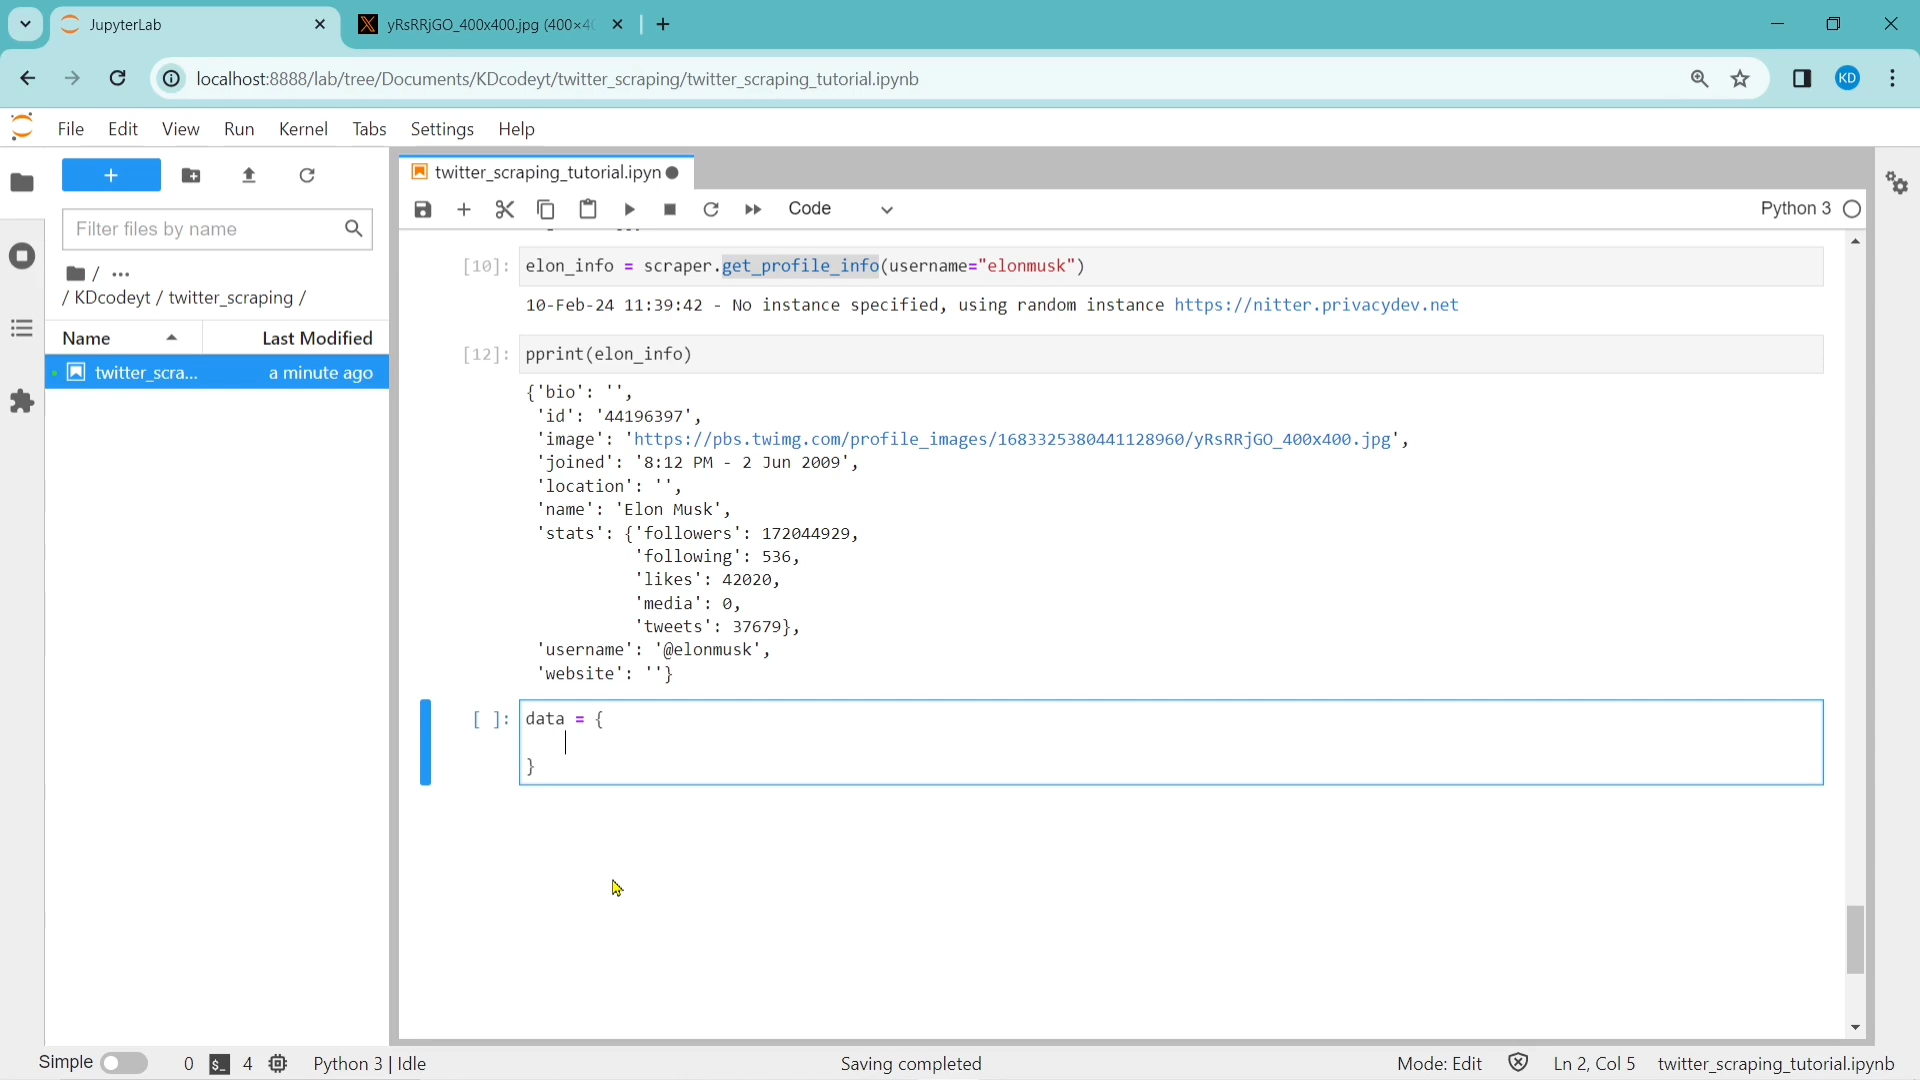 JupyterLab
yRsRRjGO_400x400.jpg (400×40
localhost:8888/lab/tree/Documents/KDcodeyt/twitter_scraping/twitter_scraping_tutorial.ipynb
KD
File Edit View Run Kernel Tabs Settings Help
Filter files by name
/ ...
/ KDcodeyt / twitter_scraping /
Name Last Modified
twitter_scra... a minute ago
twitter_scraping_tutorial.ipyn
Code
Python 3
[10]: elon_info = scraper.get_profile_info(username="elonmusk")
10-Feb-24 11:39:42 - No instance specified, using random instance https://nitter.privacydev.net
[12]: pprint(elon_info)
{'bio': '',
'id': '44196397',
'image': 'https://pbs.twimg.com/profile_images/1683325380441128960/yRsRRjGO_400x400.jpg',
'joined': '8:12 PM - 2 Jun 2009',
'location': '',
'name': 'Elon Musk',
'stats': {'followers': 172044929,
'following': 536,
'likes': 42020,
'media': 0,
'tweets': 37679},
'username': '@elonmusk',
'website': ''}
[ ]: data = {
}
Simple 0 $_ 4 Python 3 | Idle Saving completed Mode: Edit Ln 2, Col 5 twitter_scraping_tutorial.ipynb